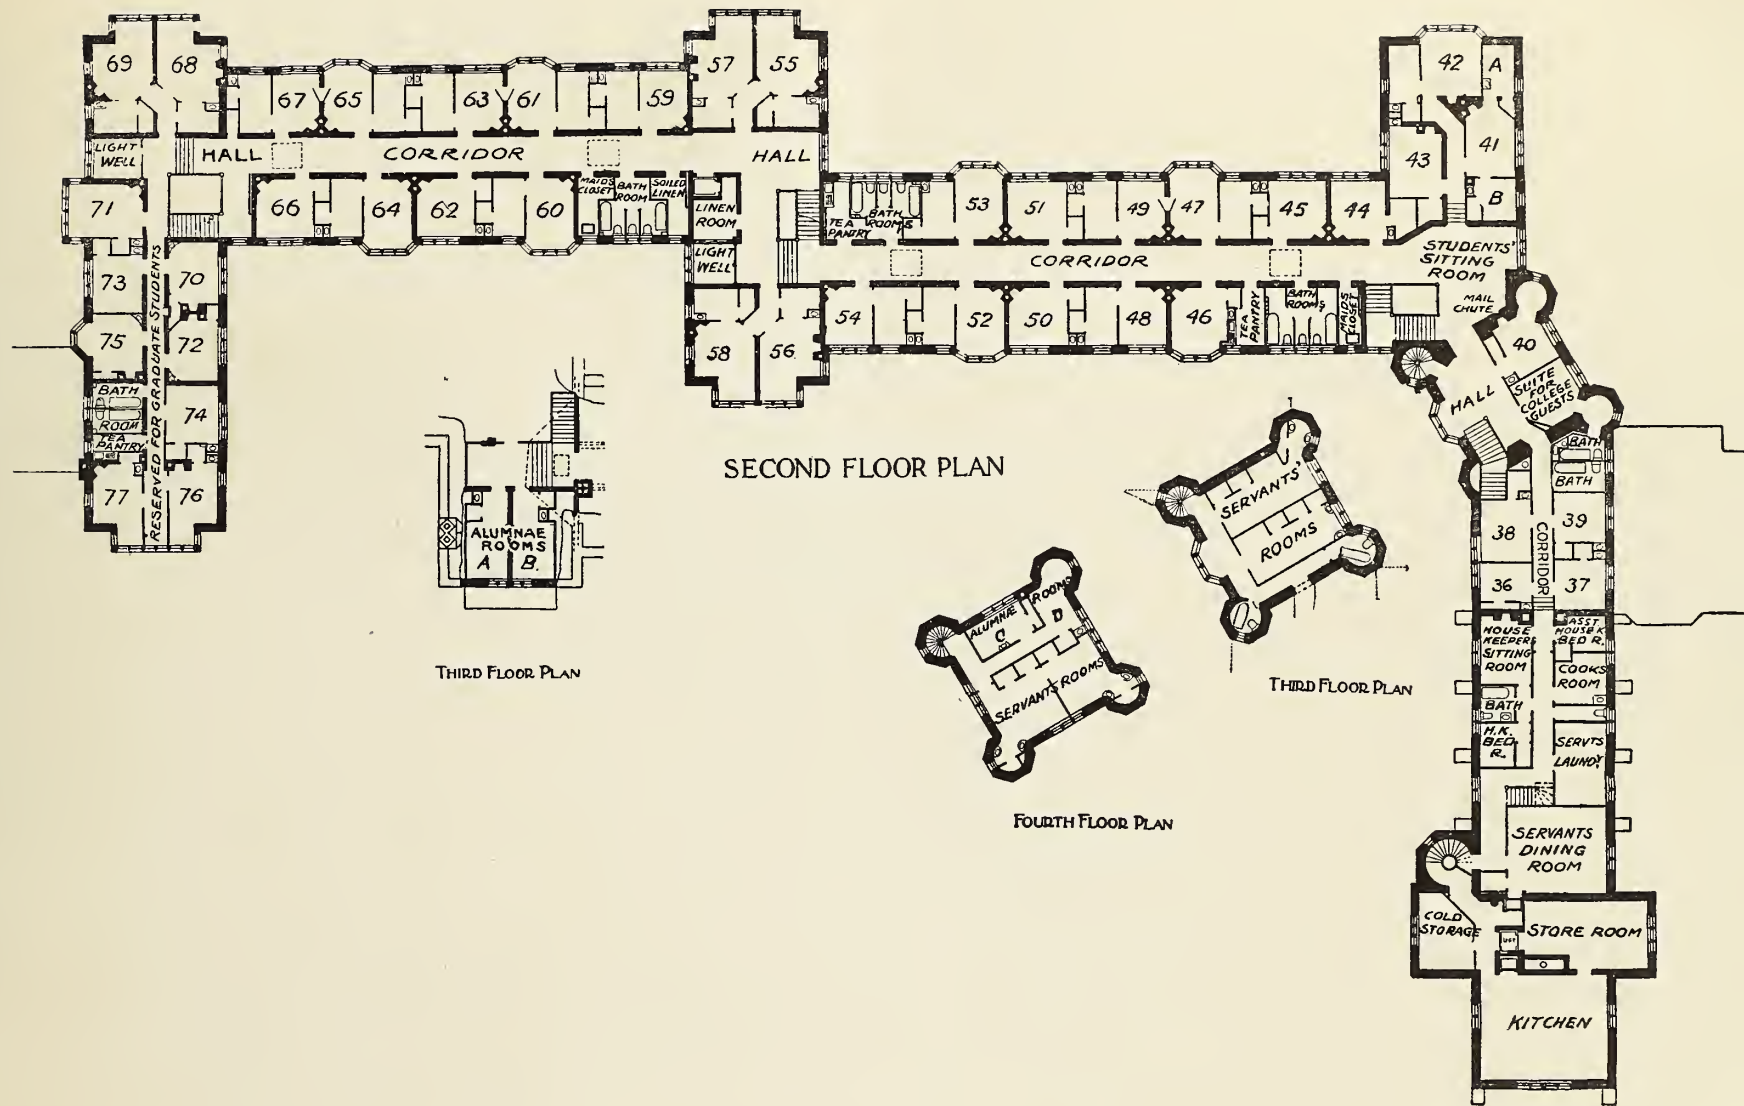 69
68
67
65
63
61
59
57
55
LIGHT
WELL
HALL
CORRIDOR
HALL
71
66
64
62
60
MAIDS
CLOSET
BATH
ROOM
SOILED
LINEN
LINEN
ROOM
LIGHT
WELL
73
70
75
72
BATH
ROOM
TEA
PANTRY
74
77
76
RESERVED FOR GRADUATE STUDENTS
58
56
TEA
PANTRY
BATH
ROOMS
53
51
49
47
45
44
CORRIDOR
54
52
50
48
46
TEA
PANTRY
BATH
ROOMS
MAIDS
CLOSET
42
A
43
41
B
STUDENTS'
SITTING
ROOM
MAIL
CHUTE
40
SUITE
FOR
COLLEGE
GUESTS
HALL
BATH
BATH
38
39
CORRIDOR
36
37
HOUSE
KEEPERS
SITTING
ROOM
ASST
HOUSE K.
BED R.
COOKS
ROOM
BATH
H.K.
BED
R.
SERVTS
LAUNDY.
SERVANTS
DINING
ROOM
COLD
STORAGE
LIFT
STORE ROOM
KITCHEN
SECOND FLOOR PLAN
ALUMNAE
ROOMS
A
B.
THIRD FLOOR PLAN
ALUMNÆ ROOMS
C
D
SERVANTS ROOMS
FOURTH FLOOR PLAN
SERVANTS'
ROOMS
THIRD FLOOR PLAN